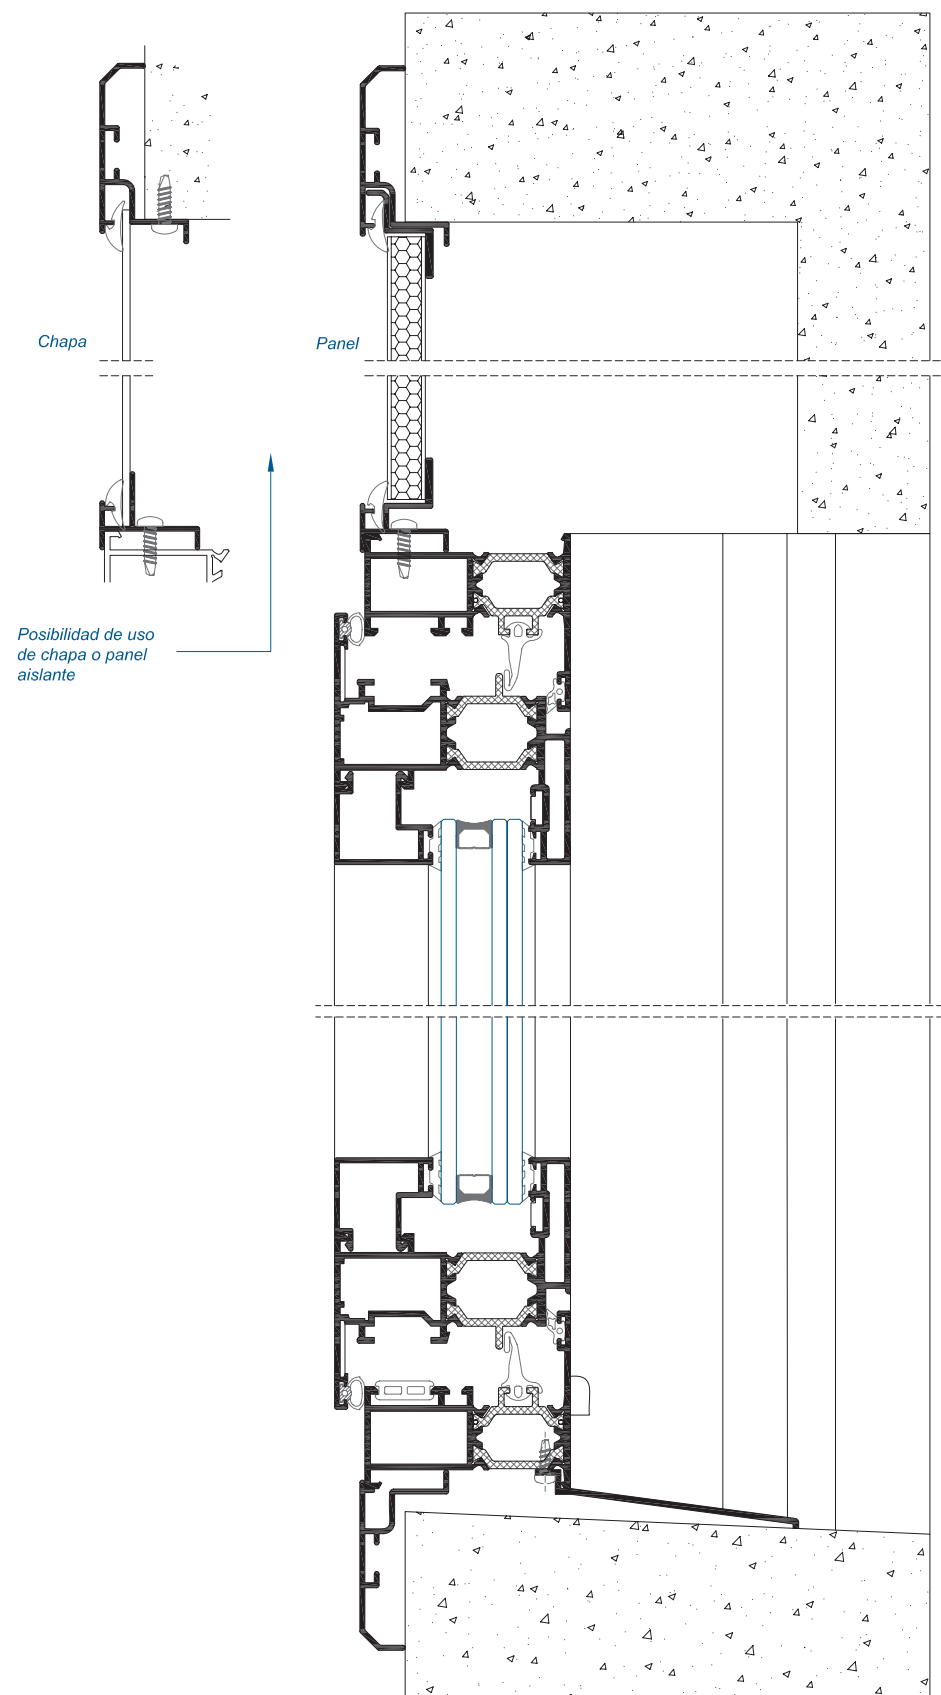 Chapa
Panel
Posibilidad de uso
de chapa o panel
aislante